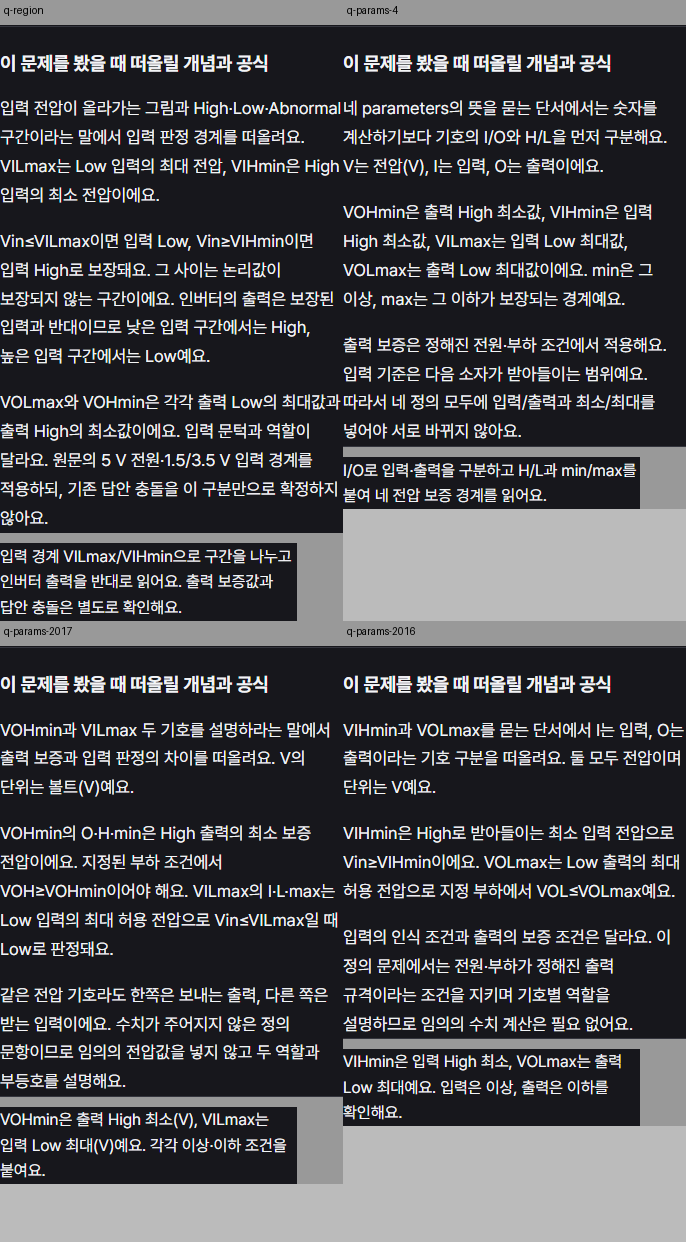 q-region
이 문제를 봤을 때 떠올릴 개념과 공식
입력 전압이 올라가는 그림과 High·Low·Abnormal
구간이라는 말에서 입력 판정 경계를 떠올려요.
VILmax는 Low 입력의 최대 전압, VIHmin은 High
입력의 최소 전압이에요.
Vin≤VILmax이면 입력 Low, Vin≥VIHmin이면
입력 High로 보장돼요. 그 사이는 논리값이
보장되지 않는 구간이에요. 인버터의 출력은 보장된
입력과 반대이므로 낮은 입력 구간에서는 High,
높은 입력 구간에서는 Low예요.
VOLmax와 VOHmin은 각각 출력 Low의 최대값과
출력 High의 최소값이에요. 입력 문턱과 역할이
달라요. 원문의 5 V 전원·1.5/3.5 V 입력 경계를
적용하되, 기존 답안 충돌을 이 구분만으로 확정하지
않아요.
입력 경계 VILmax/VIHmin으로 구간을 나누고
인버터 출력을 반대로 읽어요. 출력 보증값과
답안 충돌은 별도로 확인해요.
q-params-4
이 문제를 봤을 때 떠올릴 개념과 공식
네 parameters의 뜻을 묻는 단서에서는 숫자를
계산하기보다 기호의 I/O와 H/L을 먼저 구분해요.
V는 전압(V), I는 입력, O는 출력이에요.
VOHmin은 출력 High 최소값, VIHmin은 입력
High 최소값, VILmax는 입력 Low 최대값,
VOLmax는 출력 Low 최대값이에요. min은 그
이상, max는 그 이하가 보장되는 경계예요.
출력 보증은 정해진 전원·부하 조건에서 적용해요.
입력 기준은 다음 소자가 받아들이는 범위예요.
따라서 네 정의 모두에 입력/출력과 최소/최대를
넣어야 서로 바꾸지 않아요.
I/O로 입력·출력을 구분하고 H/L과 min/max를
붙여 네 전압 보증 경계를 읽어요.
q-params-2017
이 문제를 봤을 때 떠올릴 개념과 공식
VOHmin과 VILmax 두 기호를 설명하라는 말에서
출력 보증과 입력 판정의 차이를 떠올려요. V의
단위는 볼트(V)예요.
VOHmin의 O·H·min은 High 출력의 최소 보증
전압이에요. 지정된 부하 조건에서
VOH≥VOHmin이어야 해요. VILmax의 I·L·max는
Low 입력의 최대 허용 전압으로 Vin≤VILmax일 때
Low로 판정돼요.
같은 전압 기호라도 한쪽은 보내는 출력, 다른 쪽은
받는 입력이에요. 수치가 주어지지 않은 정의
문항이므로 임의의 전압값을 넣지 않고 두 역할과
부등호를 설명해요.
VOHmin은 출력 High 최소(V), VILmax는
입력 Low 최대(V)예요. 각각 이상·이하 조건을
붙여요.
q-params-2016
이 문제를 봤을 때 떠올릴 개념과 공식
VIHmin과 VOLmax를 묻는 단서에서 I는 입력, O는
출력이라는 기호 구분을 떠올려요. 둘 모두 전압이며
단위는 V예요.
VIHmin은 High로 받아들이는 최소 입력 전압으로
Vin≥VIHmin이에요. VOLmax는 Low 출력의 최대
허용 전압으로 지정 부하에서 VOL≤VOLmax예요.
입력의 인식 조건과 출력의 보증 조건은 달라요. 이
정의 문제에서는 전원·부하가 정해진 출력
규격이라는 조건을 지키며 기호별 역할을
설명하므로 임의의 수치 계산은 필요 없어요.
VIHmin은 입력 High 최소, VOLmax는 출력
Low 최대예요. 입력은 이상, 출력은 이하를
확인해요.